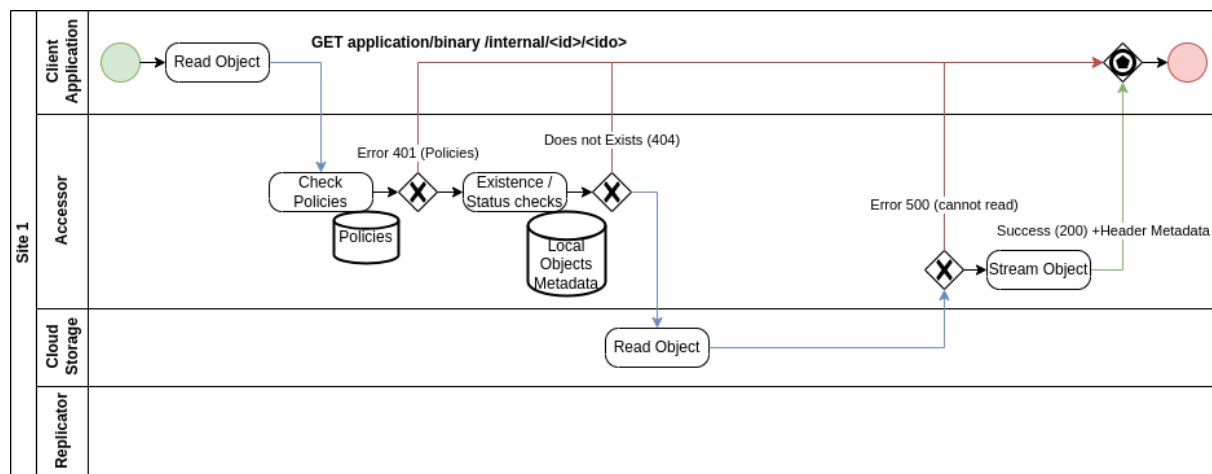 Site 1
Client
Application
Read Object
GET application/binary /internal/<id>/<ido>
Accessor
Error 401 (Policies)
Does not Exists (404)
Check
Policies
Policies
Existence /
Status checks
Local
Objects
Metadata
Error 500 (cannot read)
Success (200) +Header Metadata
Stream Object
Cloud
Storage
Read Object
Replicator